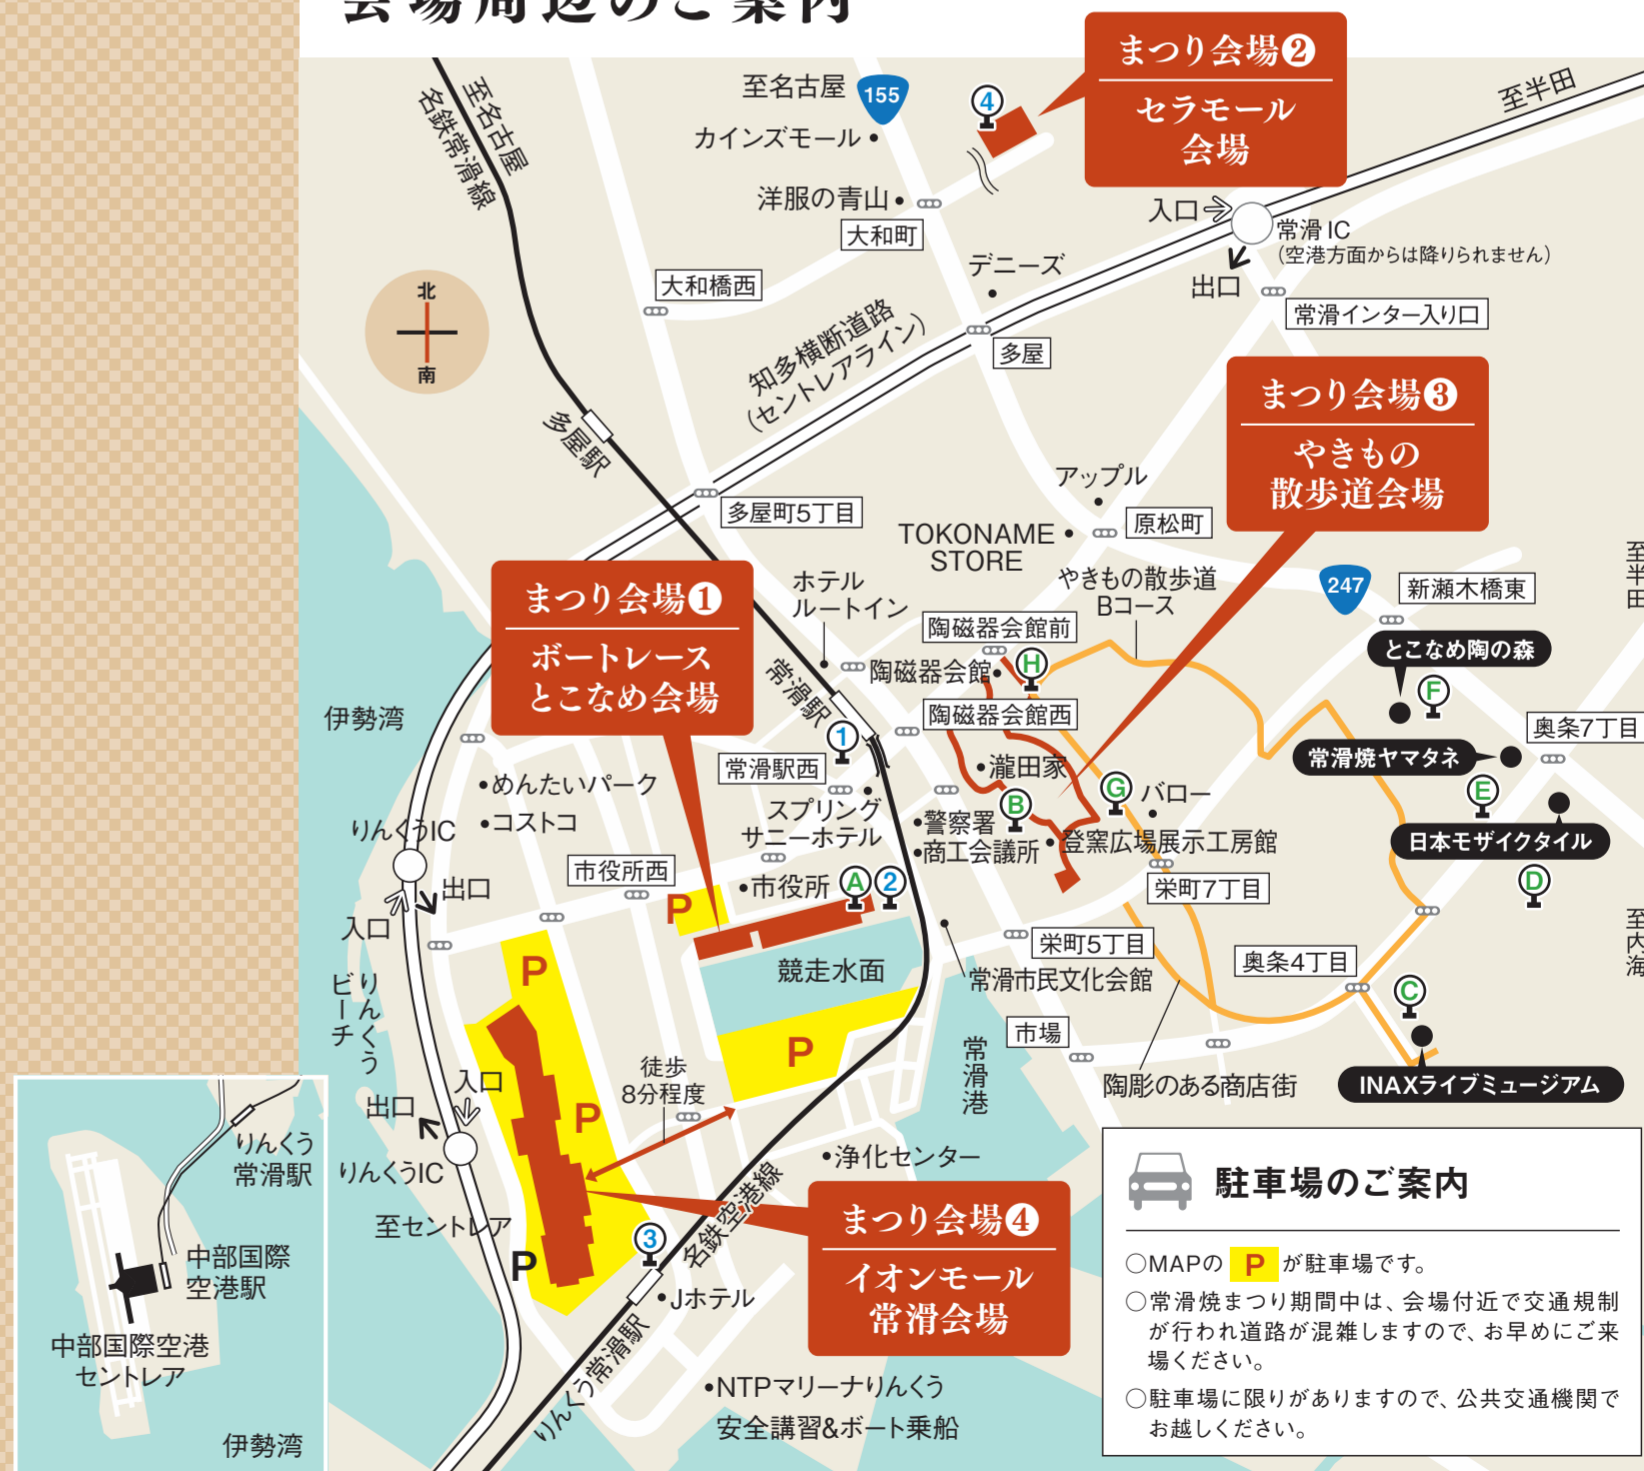 会場周辺のご案内
至名古屋
名鉄常滑線
至名古屋
155
カインズモール
洋服の青山
大和町
4
まつり会場❷
セラモール
会場
至半田
入口
常滑IC
(空港方面からは降りられません)
出口
常滑インター入り口
大和橋西
デニーズ
多屋
知多横断道路
(セントレアライン)
北
南
多屋駅
多屋町5丁目
まつり会場❸
やきもの
散歩道会場
アップル
原松町
TOKONAME
STORE
やきもの散歩道
Bコース
247
新瀬木橋東
至半田
まつり会場❶
ボートレース
とこなめ会場
ホテル
ルートイン
陶磁器会館前
陶磁器会館
H
陶磁器会館西
とこなめ陶の森
F
奥条7丁目
常滑焼ヤマタネ
E
日本モザイクタイル
D
伊勢湾
常滑駅
1
常滑駅西
瀧田家
G
バロー
B
めんたいパーク
コストコ
スプリング
サニーホテル
警察署
商工会議所
登窯広場展示工房館
りんくうIC
出口
入口
市役所西
市役所
A
2
P
栄町7丁目
栄町5丁目
常滑市民文化会館
奥条4丁目
至内海
C
P
競走水面
りんくう
ビーチ
P
常滑港
市場
陶彫のある商店街
INAXライブミュージアム
徒歩
8分程度
入口
出口
P
りんくうIC
至セントレア
浄化センター
名鉄空港線
まつり会場❹
イオンモール
常滑会場
P
3
Jホテル
りんくう常滑駅
NTPマリーナりんくう
安全講習&ボート乗船
りんくう
常滑駅
中部国際
空港駅
中部国際空港
セントレア
伊勢湾
駐車場のご案内
○MAPの P が駐車場です。
○常滑焼まつり期間中は、会場付近で交通規制
が行われ道路が混雑しますので、お早めにご来
場ください。
○駐車場に限りがありますので、公共交通機関で
お越しください。